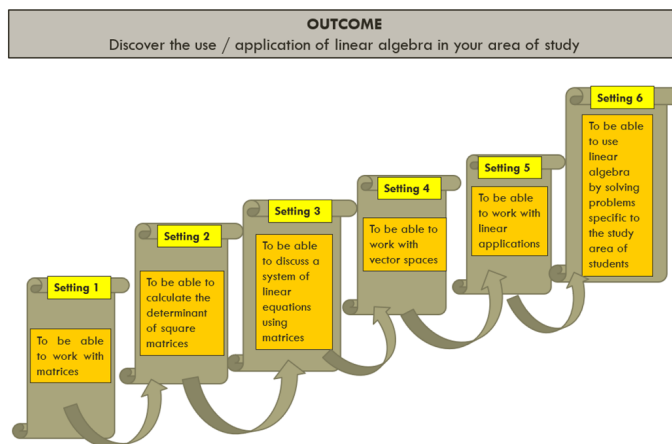 OUTCOME
Discover the use / application of linear algebra in your area of study
Setting 1
To be able
to work with
matrices
Setting 2
To be able to
calculate the
determinant
of square
matrices
Setting 3
To be able
to discuss a
system of
linear
equations
using
matrices
Setting 4
To be able to
work with
vector spaces
Setting 5
To be able
to work with
linear
applications
Setting 6
To be able
to use
linear
algebra
by solving
problems
specific to
the study
area of
students